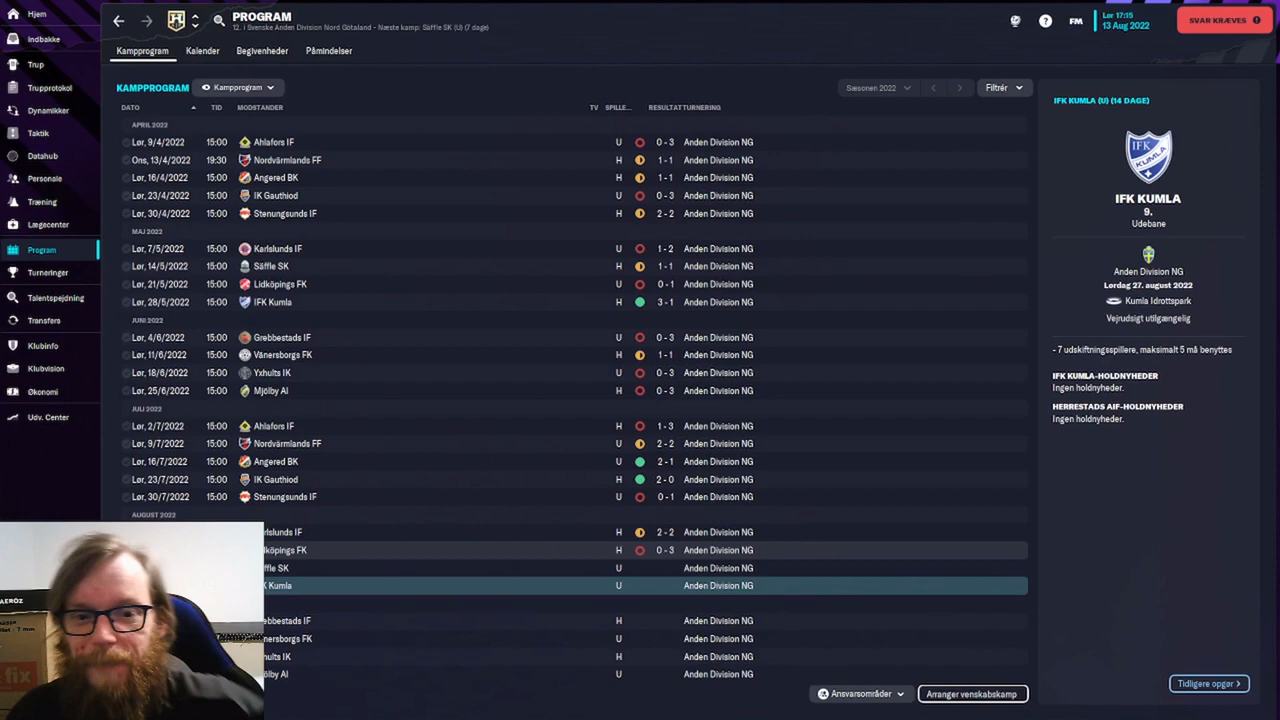 Hjem
Indbakke
Trup
Trupprotokol
Dynamikker
Taktik
Datahub
Personale
Træning
Lægecenter
Program
Turneringer
Talentspejdning
Transfers
Klubinfo
Klubvision
Økonomi
Udv. Center
PROGRAM
12. i Svenske Anden Division Nord Götaland - Næste kamp: Säffle SK (U) (7 dage)
FM
Lør 17:15
13 Aug 2022
SVAR KRÆVES
Kampprogram Kalender Begivenheder Påmindelser
KAMPPROGRAM Kampprogram Sæsonen 2022 Filtrér
DATO TID MODSTANDER TV SPILLE... RESULTAT TURNERING
APRIL 2022
Lør, 9/4/2022 15:00 Ahlafors IF U 0 - 3 Anden Division NG
Ons, 13/4/2022 19:30 Nordvärmlands FF H 1 - 1 Anden Division NG
Lør, 16/4/2022 15:00 Angered BK H 1 - 1 Anden Division NG
Lør, 23/4/2022 15:00 IK Gauthiod U 0 - 3 Anden Division NG
Lør, 30/4/2022 15:00 Stenungsunds IF H 2 - 2 Anden Division NG
MAJ 2022
Lør, 7/5/2022 15:00 Karlslunds IF U 1 - 2 Anden Division NG
Lør, 14/5/2022 15:00 Säffle SK H 1 - 1 Anden Division NG
Lør, 21/5/2022 15:00 Lidköpings FK U 0 - 1 Anden Division NG
Lør, 28/5/2022 15:00 IFK Kumla H 3 - 1 Anden Division NG
JUNI 2022
Lør, 4/6/2022 15:00 Grebbestads IF U 0 - 3 Anden Division NG
Lør, 11/6/2022 15:00 Vänersborgs FK H 1 - 1 Anden Division NG
Lør, 18/6/2022 15:00 Yxhults IK U 0 - 3 Anden Division NG
Lør, 25/6/2022 15:00 Mjölby AI H 0 - 3 Anden Division NG
JULI 2022
Lør, 2/7/2022 15:00 Ahlafors IF H 1 - 3 Anden Division NG
Lør, 9/7/2022 15:00 Nordvärmlands FF U 2 - 2 Anden Division NG
Lør, 16/7/2022 15:00 Angered BK U 2 - 1 Anden Division NG
Lør, 23/7/2022 15:00 IK Gauthiod H 2 - 0 Anden Division NG
Lør, 30/7/2022 15:00 Stenungsunds IF U 0 - 1 Anden Division NG
AUGUST 2022
rlslunds IF H 2 - 2 Anden Division NG
dköpings FK H 0 - 3 Anden Division NG
ffle SK U Anden Division NG
K Kumla U Anden Division NG
ebbestads IF H Anden Division NG
nersborgs FK U Anden Division NG
hults IK H Anden Division NG
ölby AI U Anden Division NG
Ansvarsområder Arranger venskabskamp
IFK KUMLA (U) (14 DAGE)
IFK
KUMLA
IFK KUMLA
9.
Udebane
Anden Division NG
Lørdag 27. august 2022
Kumla Idrottspark
Vejrudsigt utilgængelig
- 7 udskiftningsspillere, maksimalt 5 må benyttes
IFK KUMLA-HOLDNYHEDER
Ingen holdnyheder.
HERRESTADS AIF-HOLDNYHEDER
Ingen holdnyheder.
Tidligere opgør